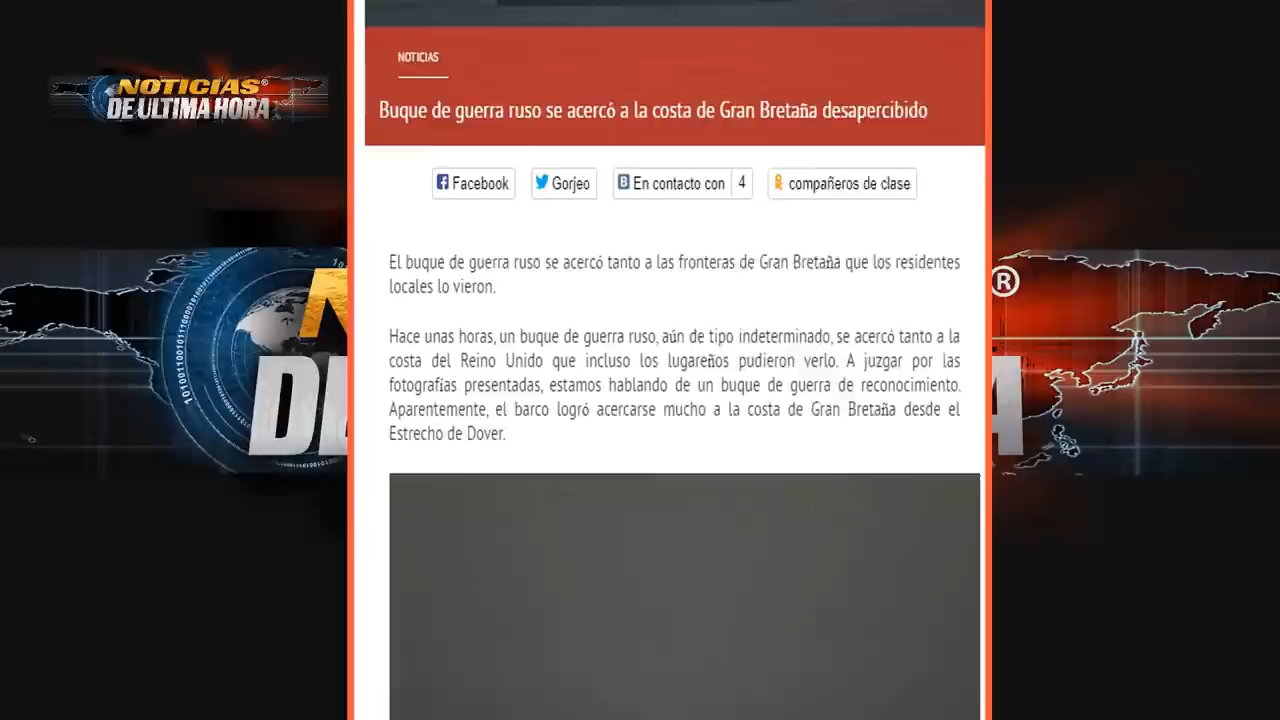 NOTICIAS®
DE ULTIMA HORA
NOTICIAS
Buque de guerra ruso se acercó a la costa de Gran Bretaña desapercibido
Facebook
Gorjeo
En contacto con 4
compañeros de clase
El buque de guerra ruso se acercó tanto a las fronteras de Gran Bretaña que los residentes
locales lo vieron.
Hace unas horas, un buque de guerra ruso, aún de tipo indeterminado, se acercó tanto a la
costa del Reino Unido que incluso los lugareños pudieron verlo. A juzgar por las
fotografías presentadas, estamos hablando de un buque de guerra de reconocimiento.
Aparentemente, el barco logró acercarse mucho a la costa de Gran Bretaña desde el
Estrecho de Dover.
®